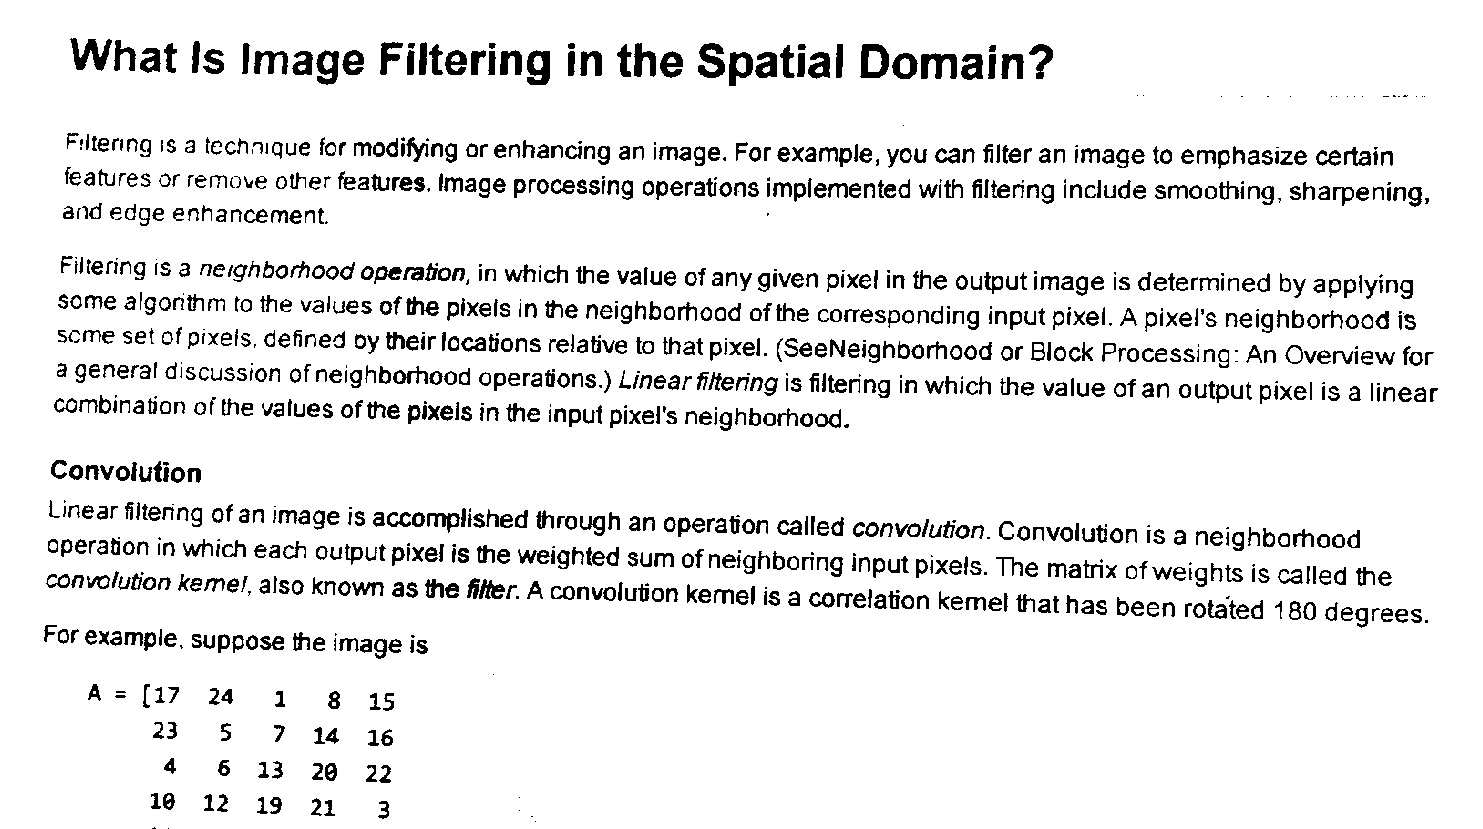 What Is Image Filtering in the Spatial Domain?
Filtering is a technique for modifying or enhancing an image. For example, you can filter an image to emphasize certain
features or remove other features. Image processing operations implemented with filtering include smoothing, sharpening,
and edge enhancement.
Filtering is a neighborhood operation, in which the value of any given pixel in the output image is determined by applying
some algorithm to the values of the pixels in the neighborhood of the corresponding input pixel. A pixel's neighborhood is
some set of pixels, defined by their locations relative to that pixel. (SeeNeighborhood or Block Processing: An Overview for
a general discussion of neighborhood operations.) Linear filtering is filtering in which the value of an output pixel is a linear
combination of the values of the pixels in the input pixel's neighborhood.
Convolution
Linear filtering of an image is accomplished through an operation called convolution. Convolution is a neighborhood
operation in which each output pixel is the weighted sum of neighboring input pixels. The matrix of weights is called the
convolution kernel, also known as the filter. A convolution kernel is a correlation kernel that has been rotated 180 degrees.
For example, suppose the image is
A = [17 24 1 8 15
23 5 7 14 16
4 6 13 20 22
10 12 19 21 3